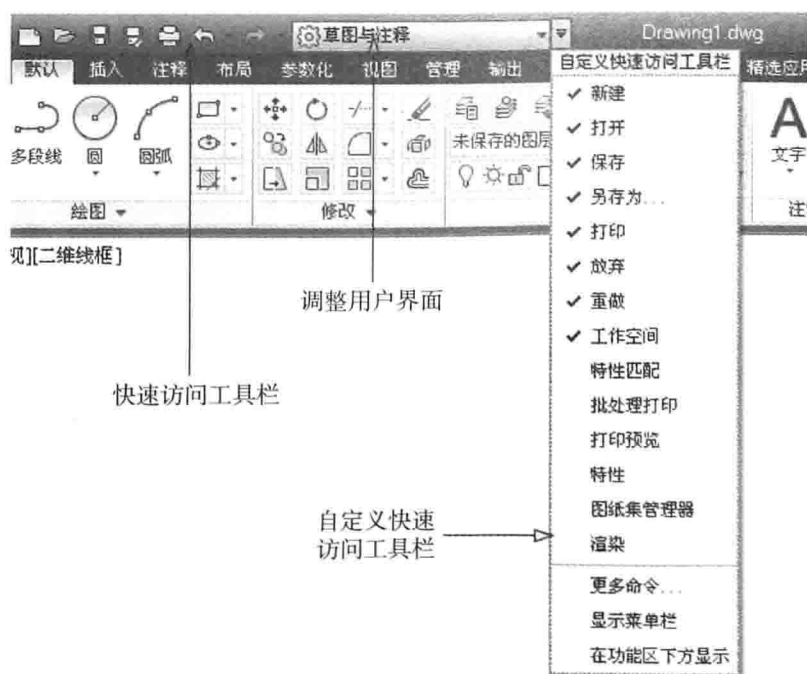 草图与注释
Drawing1.dwg
默认 插入 注释 布局 参数化 视图 管理 输出
精选应用
自定义快速访问工具栏
新建
打开
保存
另存为...
打印
放弃
重做
工作空间
特性匹配
批处理打印
打印预览
特性
图纸集管理器
渲染
更多命令...
显示菜单栏
在功能区下方显示
多段线 圆 圆弧
未保存的图层
A
文字
绘图 修改
视][二维线框]
调整用户界面
快速访问工具栏
自定义快速
访问工具栏